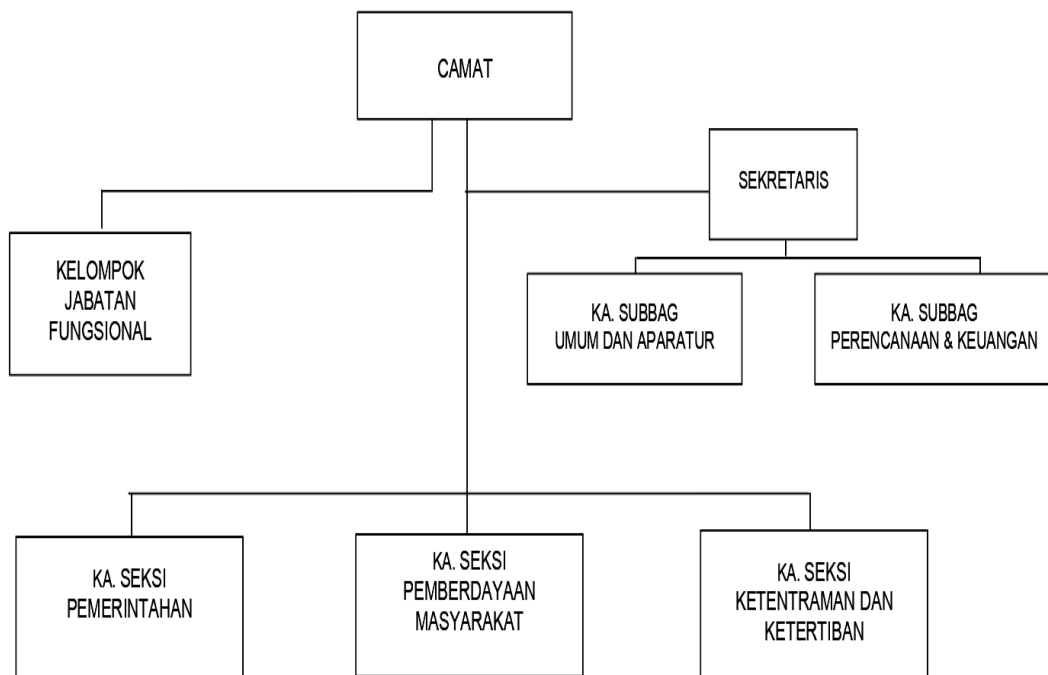 CAMAT
SEKRETARIS
KELOMPOK
JABATAN
FUNGSIONAL
KA. SUBBAG
UMUM DAN APARATUR
KA. SUBBAG
PERENCANAAN & KEUANGAN
KA. SEKSI
PEMERINTAHAN
KA. SEKSI
PEMBERDAYAAN
MASYARAKAT
KA. SEKSI
KETENTRAMAN DAN
KETERTIBAN